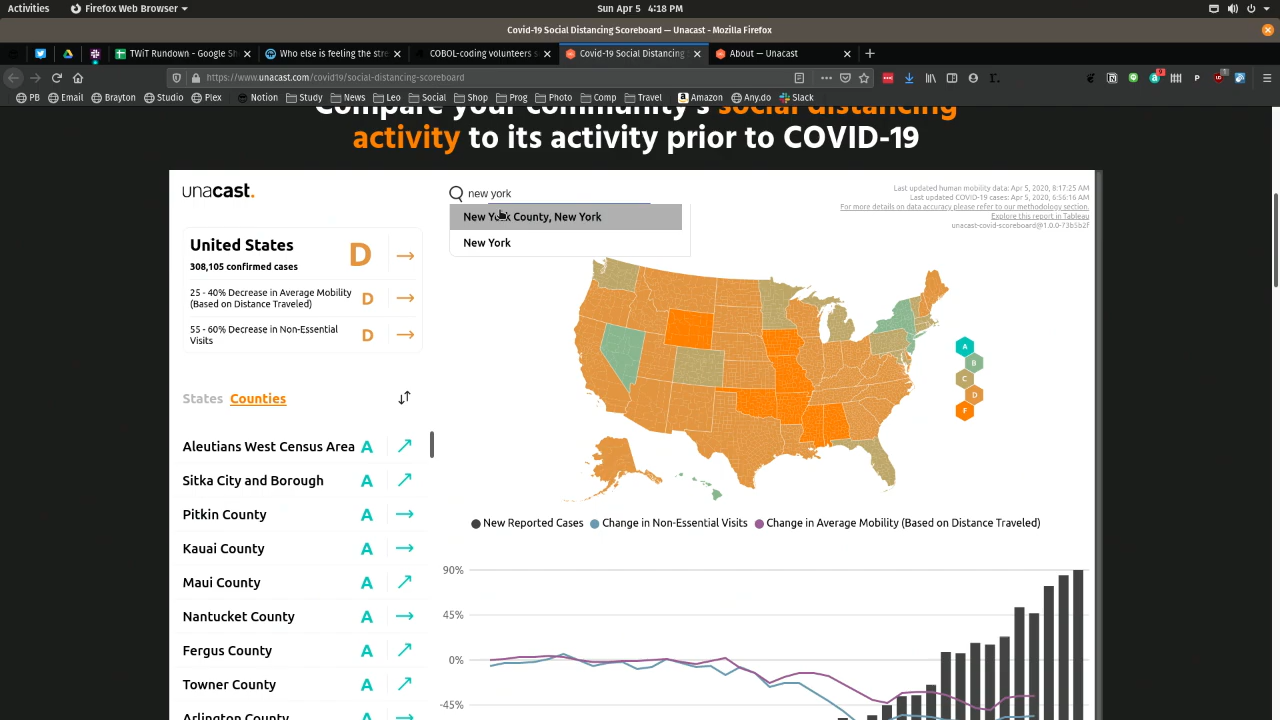 Activities
Firefox Web Browser
Sun Apr 5 4:18 PM
Covid-19 Social Distancing Scoreboard — Unacast - Mozilla Firefox
TWiT Rundown - Google Sh
Who else is feeling the stre
COBOL-coding volunteers s
Covid-19 Social Distancing
About — Unacast
https://www.unacast.com/covid19/social-distancing-scoreboard
PB
Email
Brayton
Studio
Plex
Notion
Study
News
Leo
Social
Shop
Prog
Photo
Comp
Travel
Amazon
Any.do
Slack
Compare your community's social distancing
activity to its activity prior to COVID-19
unacast.
new york
New York County, New York
New York
Last updated human mobility data: Apr 5, 2020, 8:17:25 AM
Last updated COVID-19 cases: Apr 5, 2020, 6:56:16 AM
For more details on data accuracy please refer to our methodology section.
Explore this report in Tableau
unacast-covid-scoreboard@1.0.0-73b5b2f
United States D
308,105 confirmed cases
25 - 40% Decrease in Average Mobility
(Based on Distance Traveled) D
55 - 60% Decrease in Non-Essential
Visits D
States Counties
Aleutians West Census Area A
Sitka City and Borough A
Pitkin County A
Kauai County A
Maui County A
Nantucket County A
Fergus County A
Towner County A
Arlington County
A
B
C
D
F
New Reported Cases
Change in Non-Essential Visits
Change in Average Mobility (Based on Distance Traveled)
90%
45%
0%
-45%